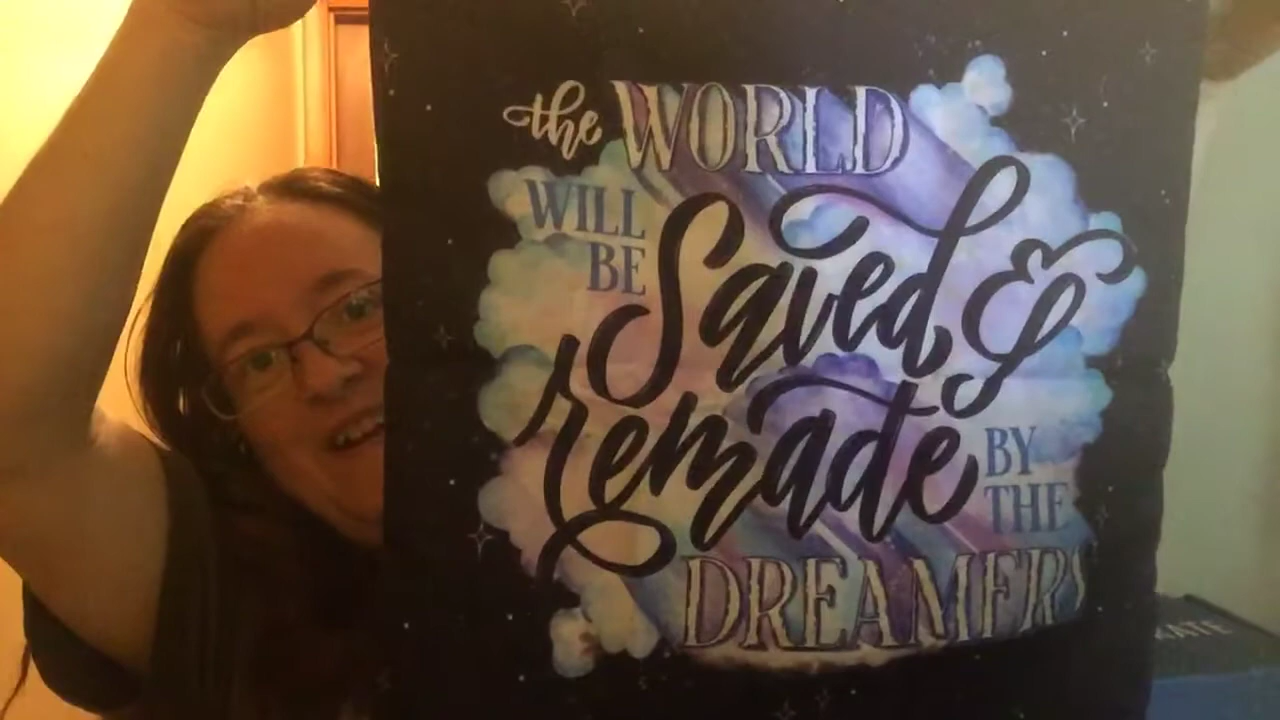 the WORLD
WILL
BE
Saved &
remade
BY
THE
DREAMERS